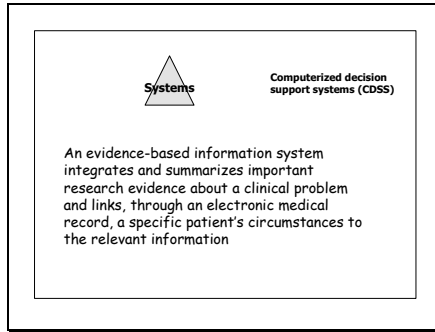 Systems
Computerized decision
support systems (CDSS)
An evidence-based information system
integrates and summarizes important
research evidence about a clinical problem
and links, through an electronic medical
record, a specific patient's circumstances to
the relevant information